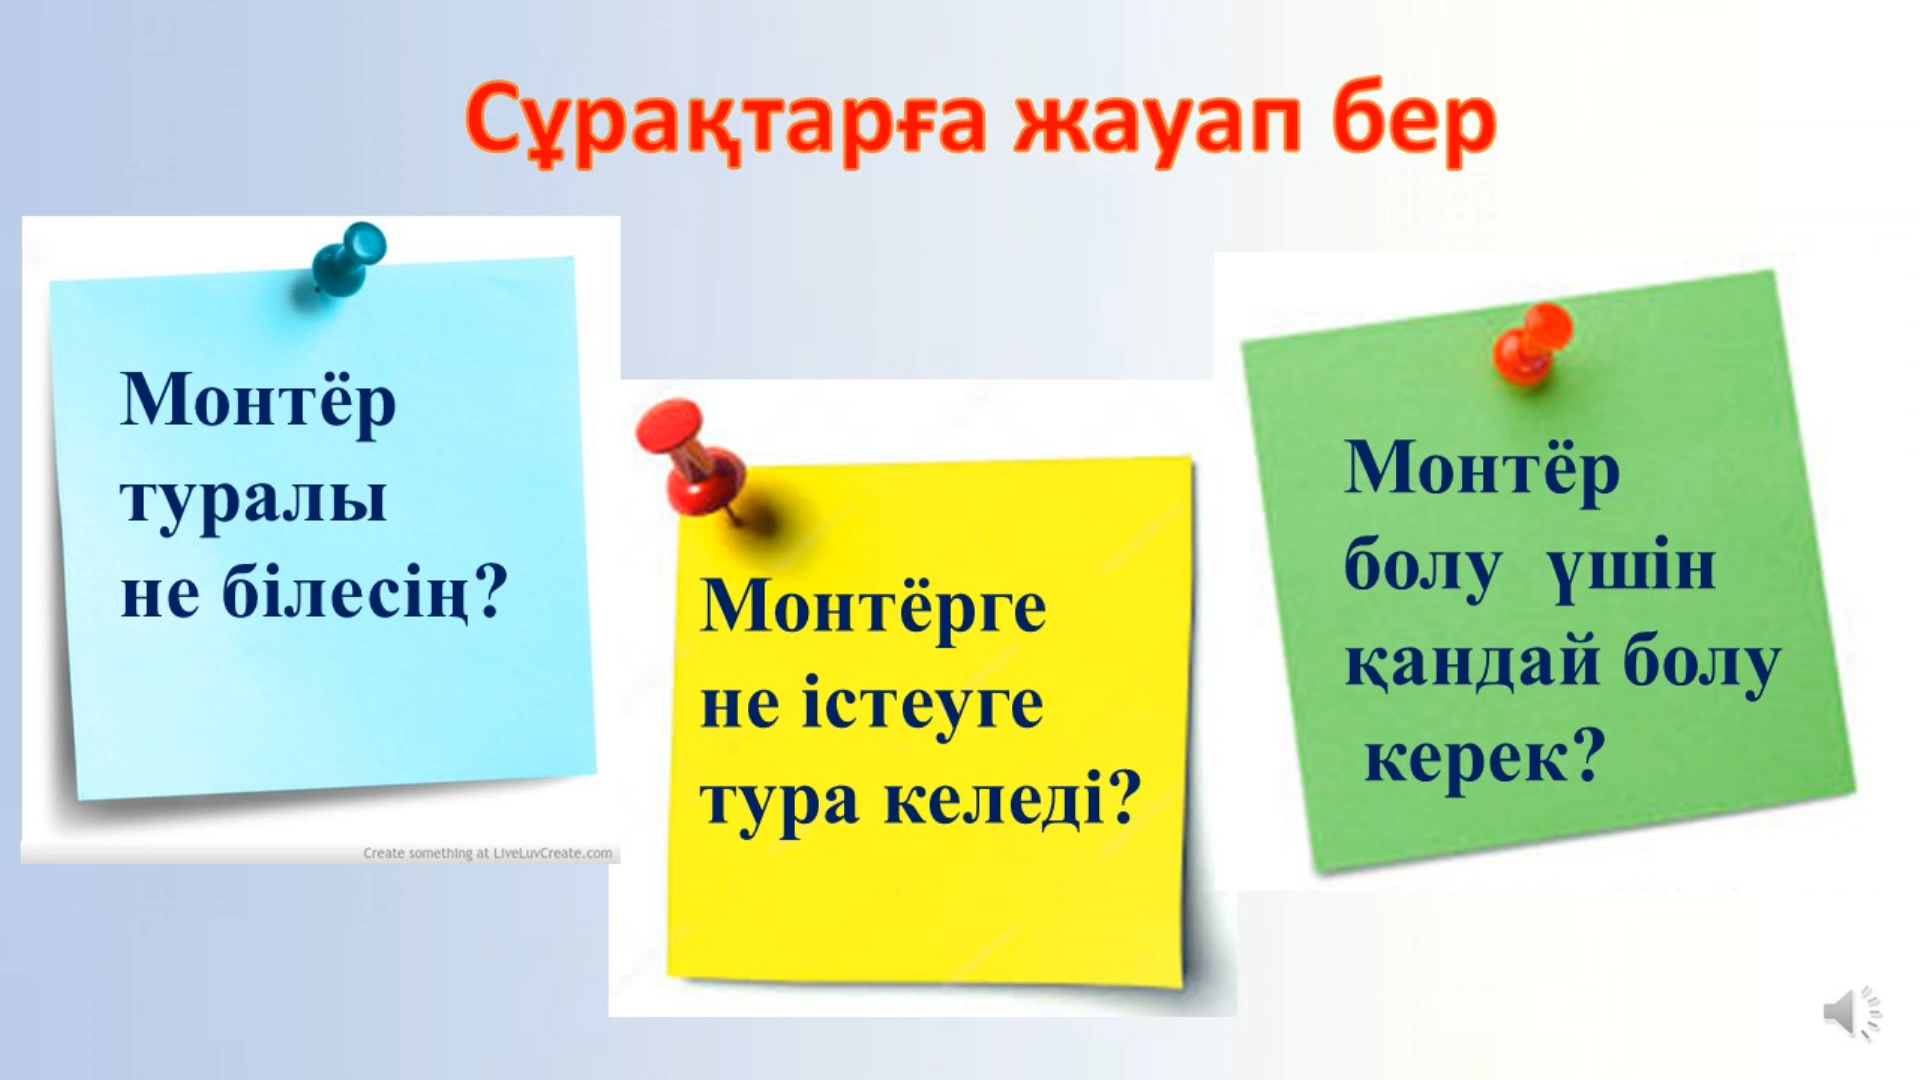 Сұрақтарға жауап бер
Монтёр
туралы
не білесің?
Create something at LiveLuvCreate.com
Монтёрге
не істеуге
тура келеді?
Монтёр
болу үшін
қандай болу
керек?